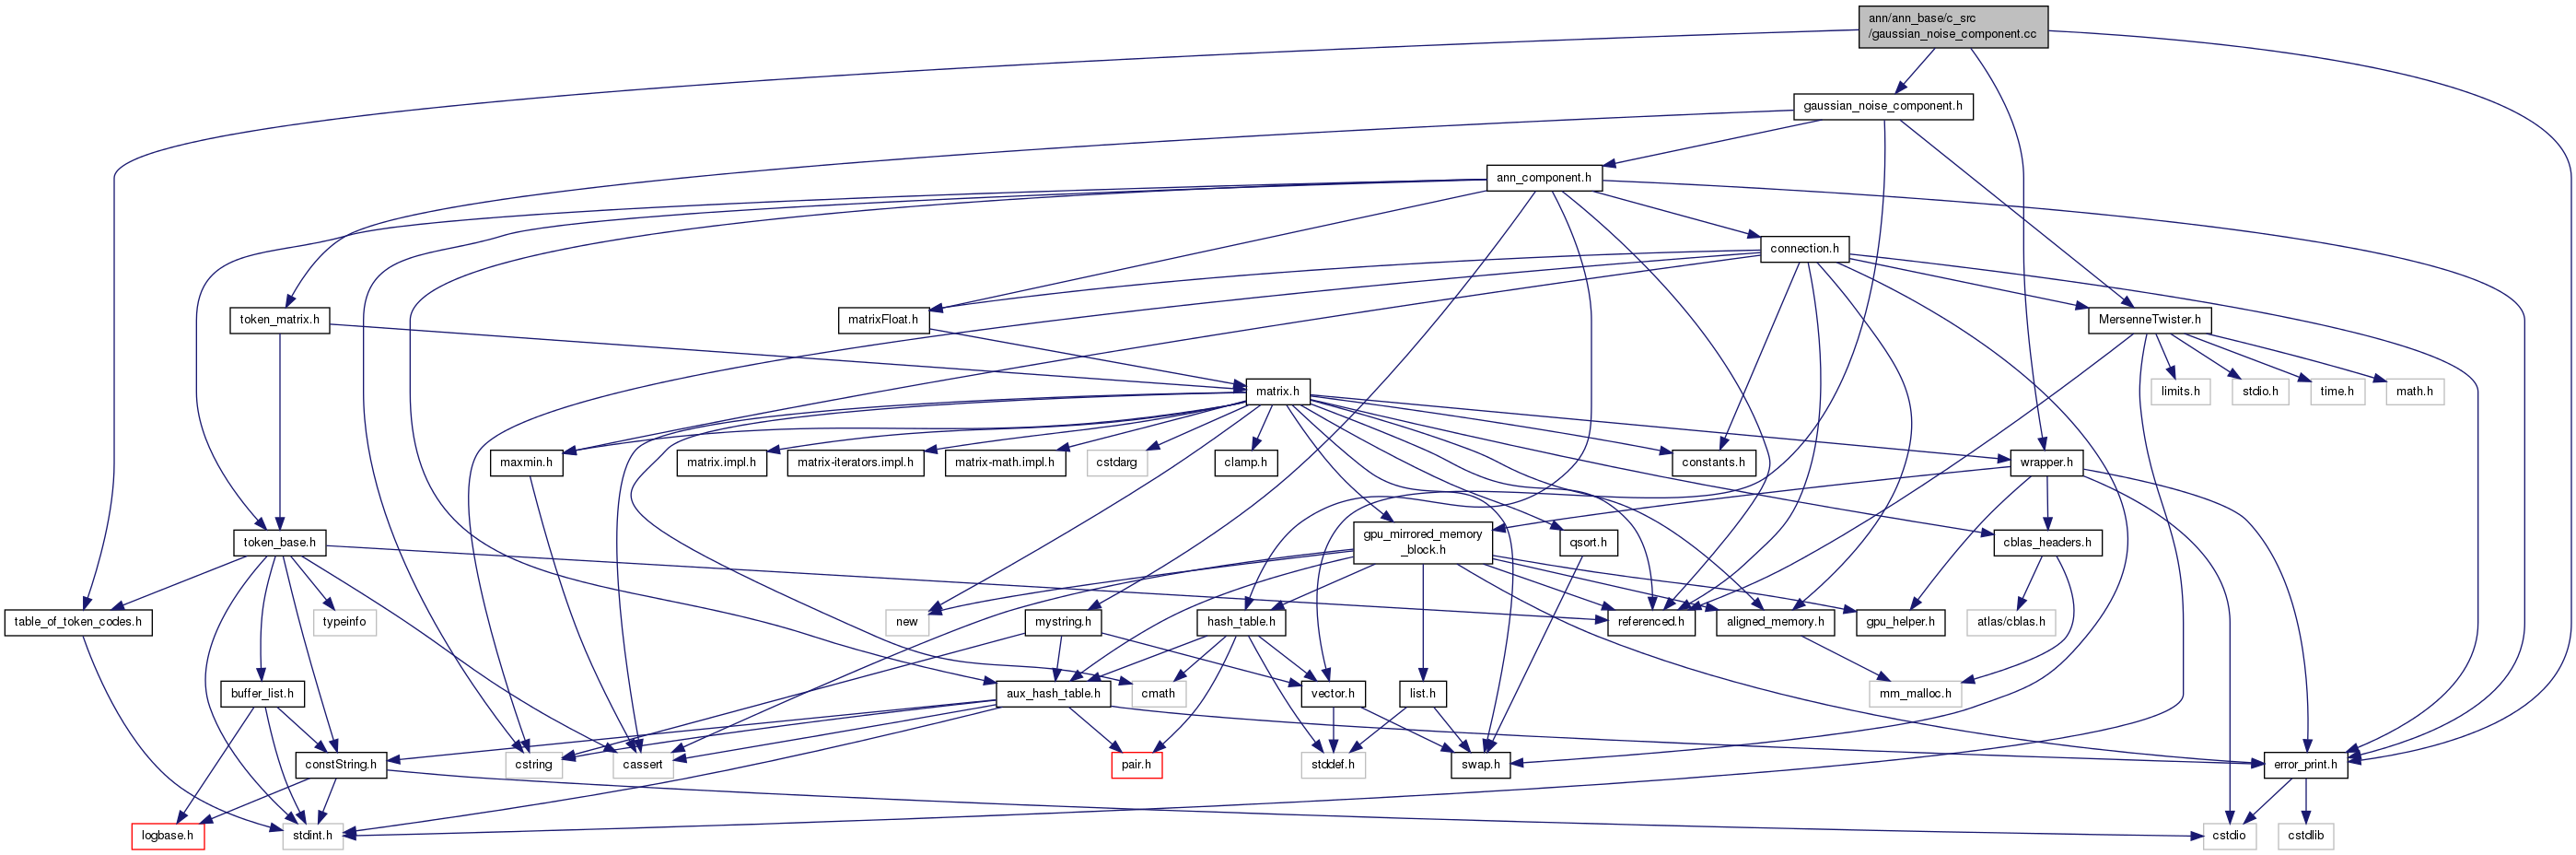 ann/ann_base/c_src
/gaussian_noise_component.cc
gaussian_noise_component.h
ann_component.h
connection.h
token_matrix.h
matrixFloat.h
MersenneTwister.h
matrix.h
limits.h
stdio.h
time.h
math.h
maxmin.h
matrix.impl.h
matrix-iterators.impl.h
matrix-math.impl.h
cstdarg
clamp.h
constants.h
wrapper.h
token_base.h
gpu_mirrored_memory
_block.h
qsort.h
cblas_headers.h
table_of_token_codes.h
typeinfo
new
mystring.h
hash_table.h
referenced.h
aligned_memory.h
gpu_helper.h
atlas/cblas.h
buffer_list.h
aux_hash_table.h
cmath
vector.h
list.h
mm_malloc.h
constString.h
cstring
cassert
pair.h
stddef.h
swap.h
error_print.h
logbase.h
stdint.h
cstdio
cstdlib